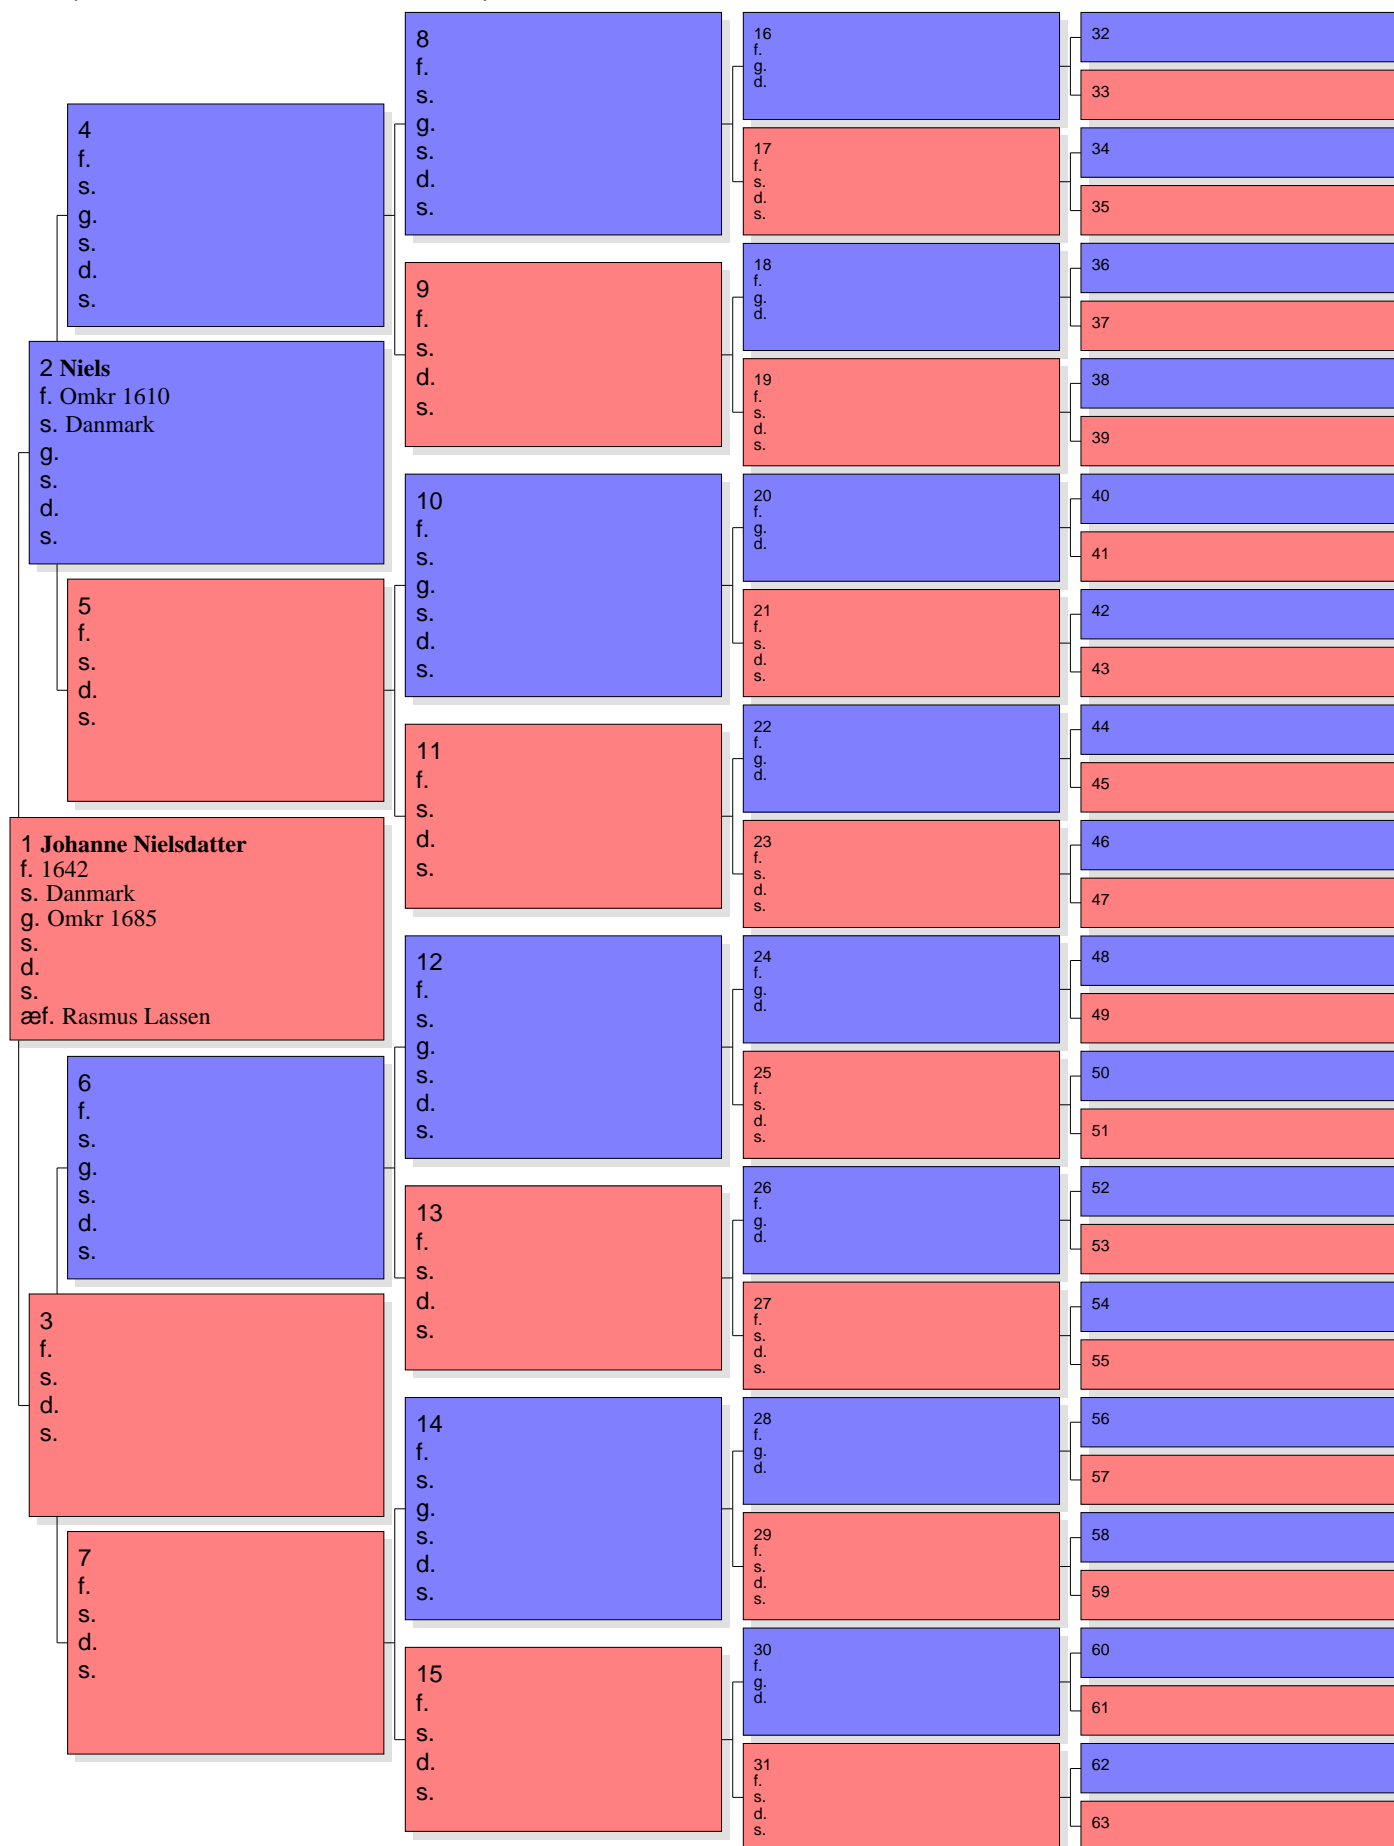 8
f.
s.
g.
s.
d.
s.
16
f.
g.
d.
32
33
4
f.
s.
g.
s.
d.
s.
17
f.
s.
d.
s.
34
35
9
f.
s.
d.
s.
18
f.
g.
d.
36
37
2 Niels
f. Omkr 1610
s. Danmark
g.
s.
d.
s.
19
f.
s.
d.
s.
38
39
10
f.
s.
g.
s.
d.
s.
20
f.
g.
d.
40
41
5
f.
s.
d.
s.
21
f.
s.
d.
s.
42
43
11
f.
s.
d.
s.
22
f.
g.
d.
44
45
1 Johanne Nielsdatter
f. 1642
s. Danmark
g. Omkr 1685
s.
d.
s.
æf. Rasmus Lassen
23
f.
s.
d.
s.
46
47
12
f.
s.
g.
s.
d.
s.
24
f.
g.
d.
48
49
6
f.
s.
g.
s.
d.
s.
25
f.
s.
d.
s.
50
51
13
f.
s.
d.
s.
26
f.
g.
d.
52
53
3
f.
s.
d.
s.
27
f.
s.
d.
s.
54
55
14
f.
s.
g.
s.
d.
s.
28
f.
g.
d.
56
57
7
f.
s.
d.
s.
29
f.
s.
d.
s.
58
59
15
f.
s.
d.
s.
30
f.
g.
d.
60
61
31
f.
s.
d.
s.
62
63